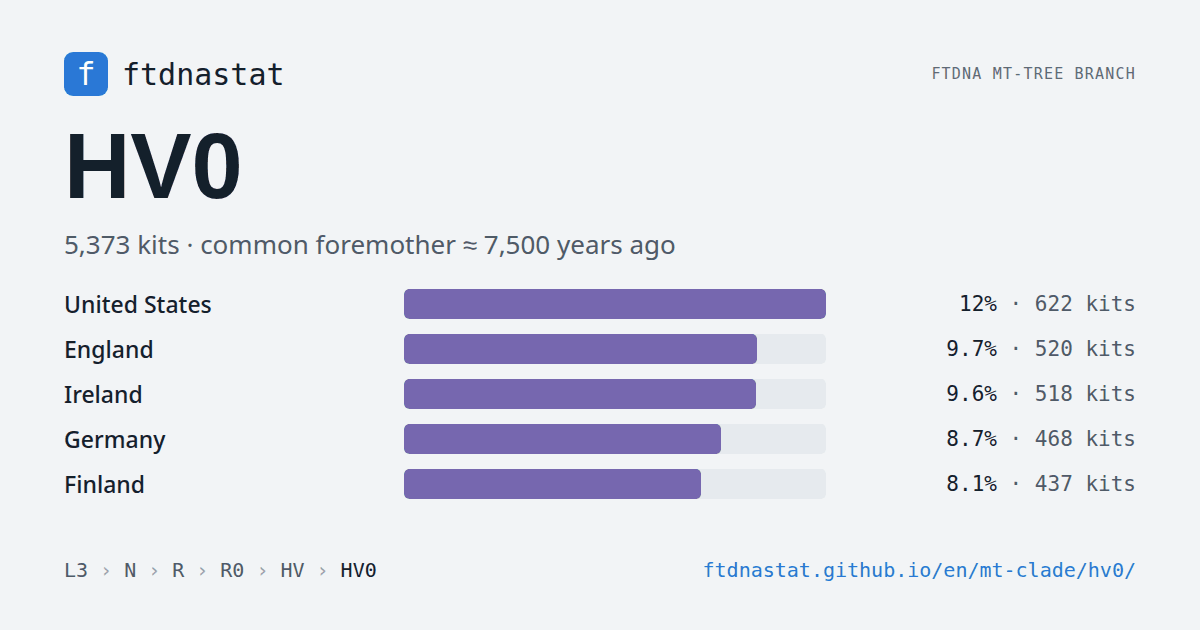 f ftdnastat
FTDNA MT-TREE BRANCH
HV0
5,373 kits · common foremother ≈ 7,500 years ago
United States 12% · 622 kits
England 9.7% · 520 kits
Ireland 9.6% · 518 kits
Germany 8.7% · 468 kits
Finland 8.1% · 437 kits
L3 › N › R › R0 › HV › HV0
ftdnastat.github.io/en/mt-clade/hv0/